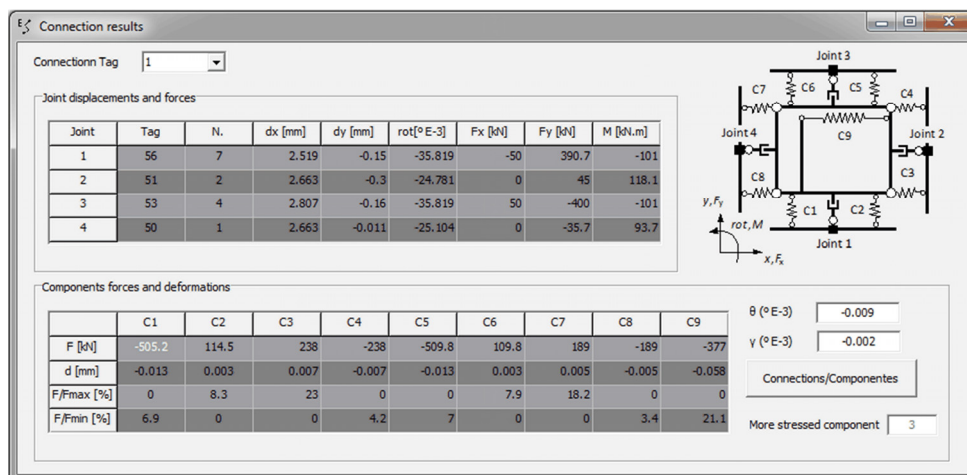 Connection results
Connectionn Tag 1
Joint displacements and forces
Joint Tag N. dx [mm] dy [mm] rot[º E-3] Fx [kN] Fy [kN] M [kN.m]
1 56 7 2.519 -0.15 -35.819 -50 390.7 -101
2 51 2 2.663 -0.3 -24.781 0 45 118.1
3 53 4 2.807 -0.16 -35.819 50 -400 -101
4 50 1 2.663 -0.011 -25.104 0 -35.7 93.7
Joint 3
C7 C6 C5 C4
C9
Joint 4 Joint 2
C8 C3
C1 C2
y,Fy
rot,M
Joint 1
x,Fx
Components forces and deformations
C1 C2 C3 C4 C5 C6 C7 C8 C9
F [kN] -505.2 114.5 238 -238 -509.8 109.8 189 -189 -377
d [mm] -0.013 0.003 0.007 -0.007 -0.013 0.003 0.005 -0.005 -0.058
F/Fmax [%] 0 8.3 23 0 0 7.9 18.2 0 0
F/Fmin [%] 6.9 0 0 4.2 7 0 0 3.4 21.1
θ (º E-3) -0.009
γ (º E-3) -0.002
Connections/Componentes
More stressed component 3